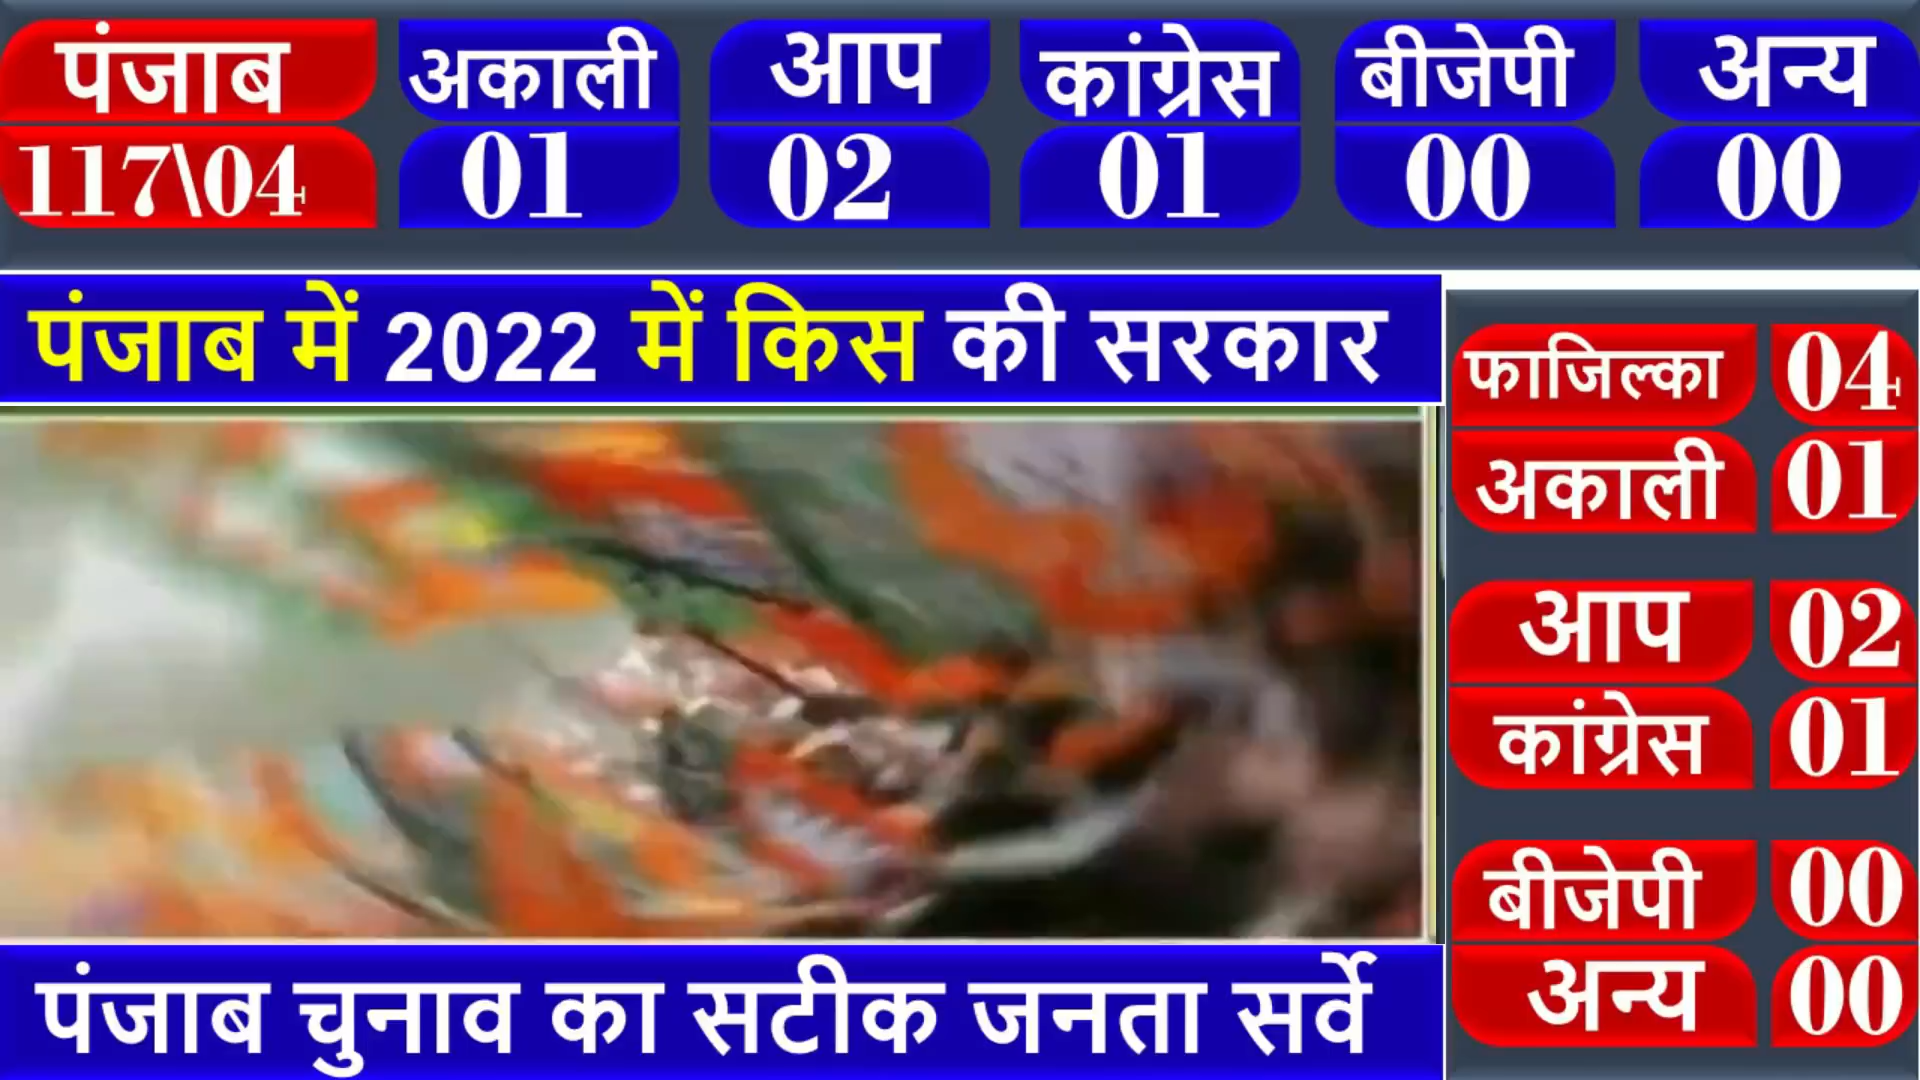 पंजाब अकाली आप कांग्रेस बीजेपी अन्य
117\04 01 02 01 00 00
पंजाब में 2022 में किस की सरकार
फाजिल्का 04
अकाली 01
आप 02
कांग्रेस 01
बीजेपी 00
अन्य 00
पंजाब चुनाव का सटीक जनता सर्वे